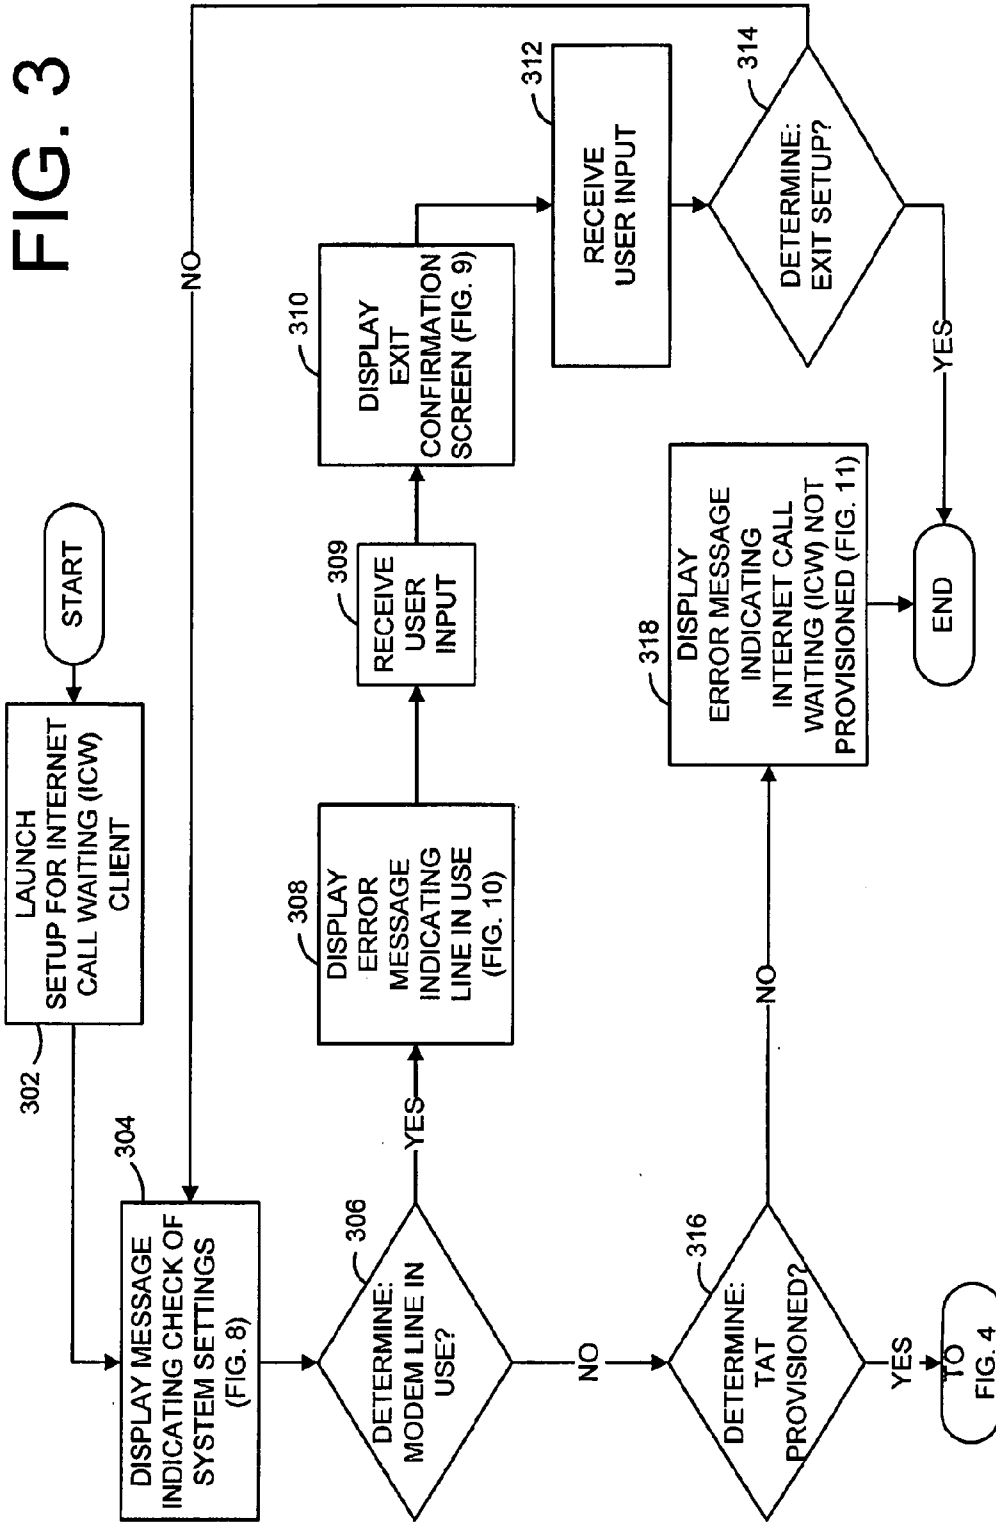 FIG. 3
START
LAUNCH
SETUP FOR INTERNET
CALL WAITING (ICW)
CLIENT
302
304
DISPLAY MESSAGE
INDICATING CHECK OF
SYSTEM SETTINGS
(FIG. 8)
NO
306
DETERMINE:
MODEM LINE IN
USE?
YES
308
DISPLAY
ERROR
MESSAGE
INDICATING
LINE IN USE
(FIG. 10)
309
RECEIVE
USER
INPUT
310
DISPLAY
EXIT
CONFIRMATION
SCREEN (FIG. 9)
312
RECEIVE
USER INPUT
314
DETERMINE:
EXIT SETUP?
YES
NO
316
DETERMINE:
TAT
PROVISIONED?
NO
318
DISPLAY
ERROR MESSAGE
INDICATING
INTERNET CALL
WAITING (ICW) NOT
PROVISIONED (FIG. 11)
END
YES
TO
FIG. 4